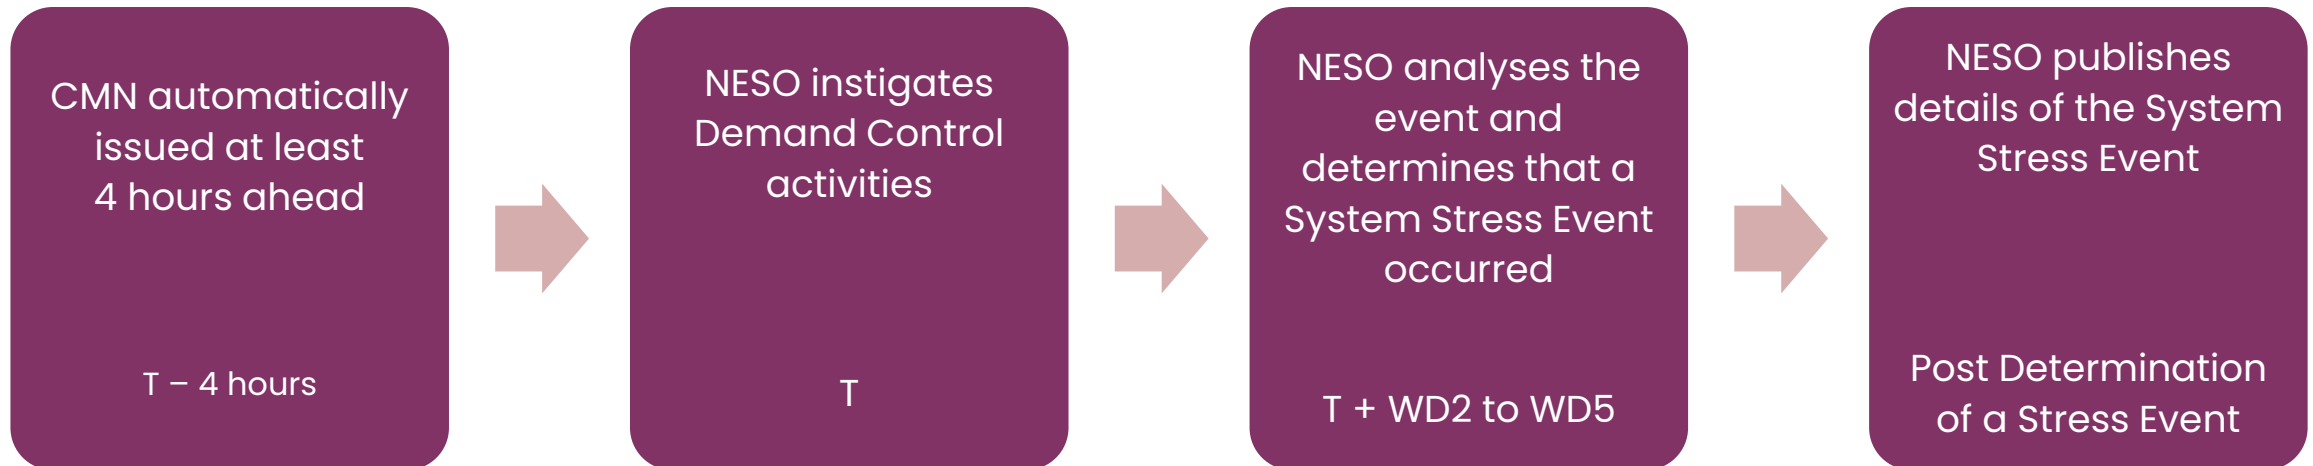 CMN automatically
issued at least
4 hours ahead
T – 4 hours
NESO instigates
Demand Control
activities
T
NESO analyses the
event and
determines that a
System Stress Event
occurred
T + WD2 to WD5
NESO publishes
details of the System
Stress Event
Post Determination
of a Stress Event